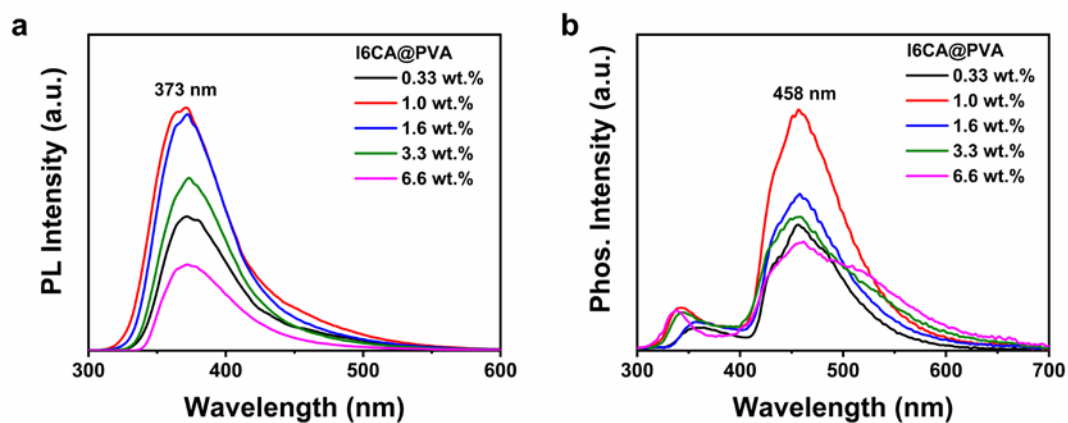 a
PL Intensity (a.u.)
373 nm
I6CA@PVA
0.33 wt.%
1.0 wt.%
1.6 wt.%
3.3 wt.%
6.6 wt.%
300 400 500 600
Wavelength (nm)
b
Phos. Intensity (a.u.)
458 nm
I6CA@PVA
0.33 wt.%
1.0 wt.%
1.6 wt.%
3.3 wt.%
6.6 wt.%
300 400 500 600 700
Wavelength (nm)